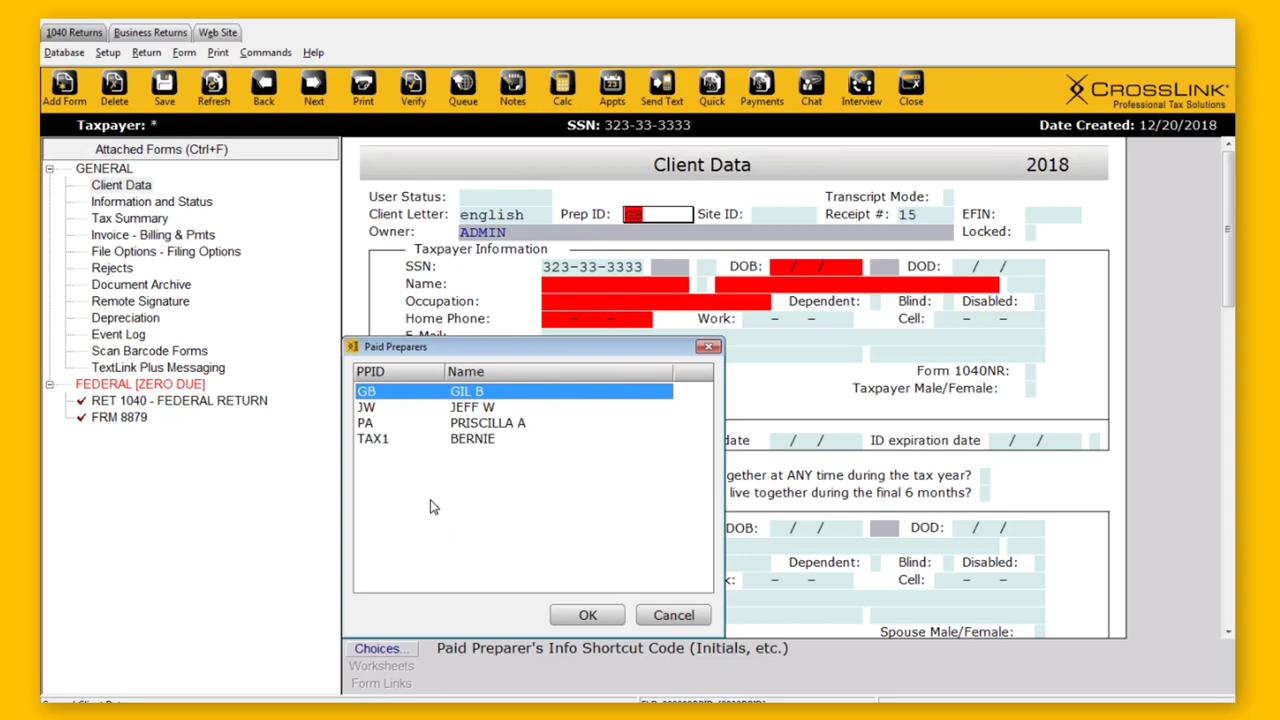 1040 Returns Business Returns Web Site
Database Setup Return Form Print Commands Help
Add Form Delete Save Refresh Back Next Print Verify Queue Notes Calc Appts Send Text Quick Payments Chat Interview Close
CROSSLINK
Professional Tax Solutions
Taxpayer: * SSN: 323-33-3333 Date Created: 12/20/2018
Attached Forms (Ctrl+F)
GENERAL
Client Data
Information and Status
Tax Summary
Invoice - Billing & Pmts
File Options - Filing Options
Rejects
Document Archive
Remote Signature
Depreciation
Event Log
Scan Barcode Forms
TextLink Plus Messaging
FEDERAL [ZERO DUE]
RET 1040 - FEDERAL RETURN
FRM 8879
Client Data 2018
User Status: Transcript Mode:
Client Letter: english Prep ID: GB Site ID: Receipt #: 15 EFIN:
Owner: ADMIN Locked:
Taxpayer Information
SSN: 323-33-3333 DOB: / / DOD: / /
Name:
Occupation: Dependent: Blind: Disabled:
Home Phone: - - Work: - - Cell: - -
E-Mail:
Form 1040NR:
Taxpayer Male/Female:
date / / ID expiration date / /
gether at ANY time during the tax year?
live together during the final 6 months?
DOB: / / DOD: / /
Dependent: Blind: Disabled:
k: - - Cell: - -
Spouse Male/Female:
Paid Preparers
PPID Name
GB GIL B
JW JEFF W
PA PRISCILLA A
TAX1 BERNIE
OK Cancel
Choices... Paid Preparer's Info Shortcut Code (Initials, etc.)
Worksheets
Form Links